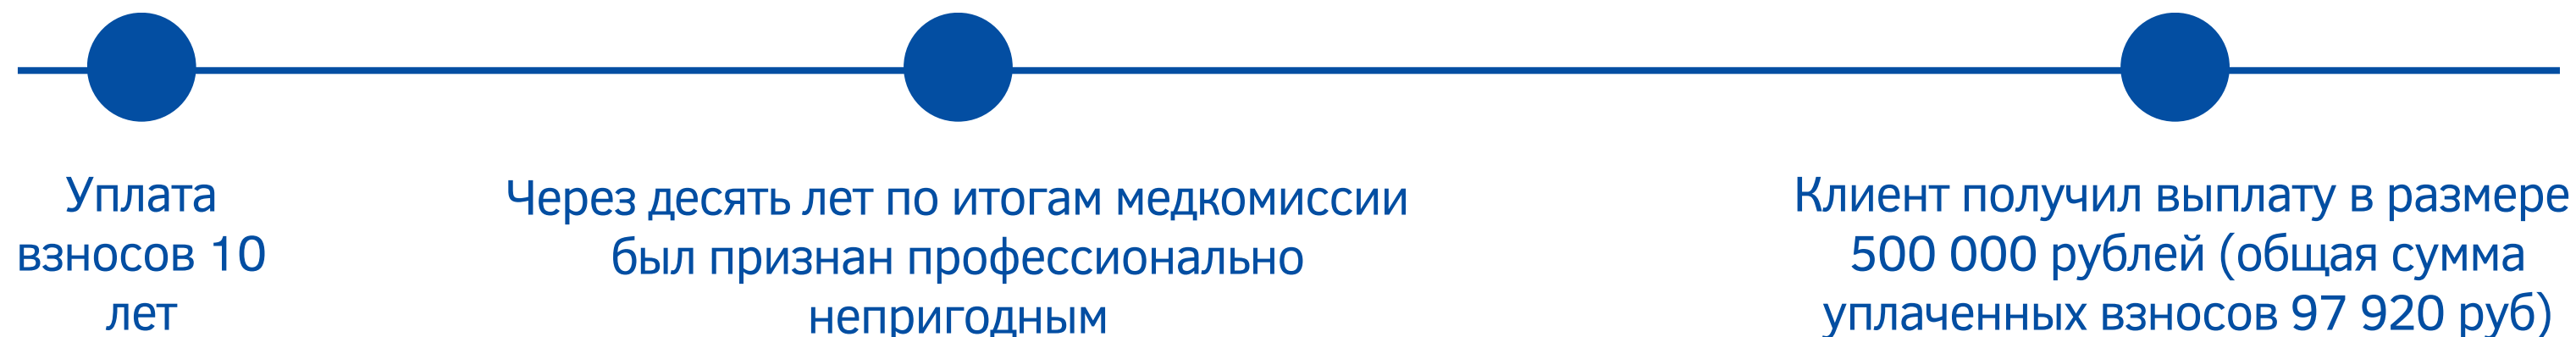 Уплата
взносов 10
лет
Через десять лет по итогам медкомиссии
был признан профессионально
непригодным
Клиент получил выплату в размере
500 000 рублей (общая сумма
уплаченных взносов 97 920 руб)